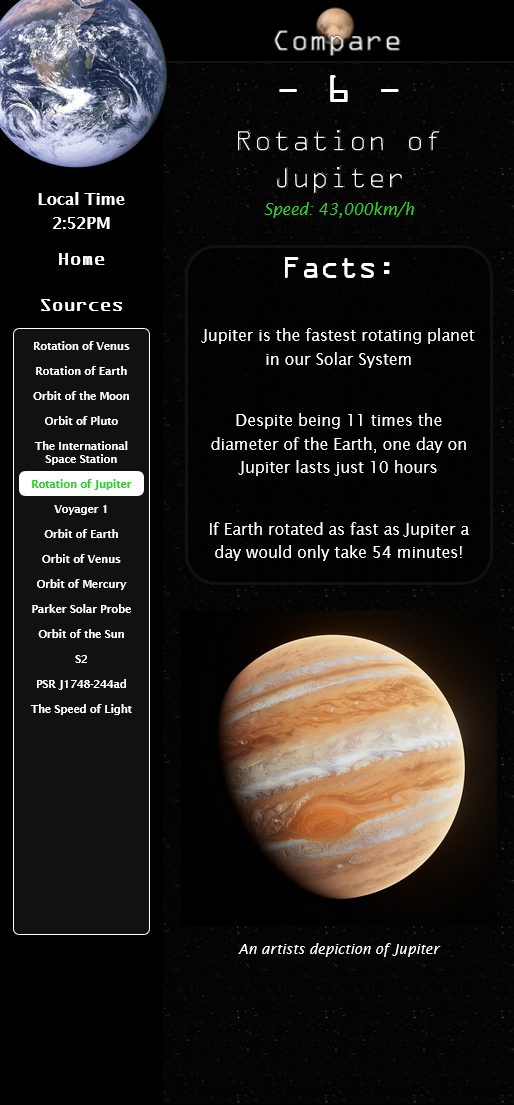 Local Time
2:52PM
Home
Sources
Rotation of Venus
Rotation of Earth
Orbit of the Moon
Orbit of Pluto
The International
Space Station
Rotation of Jupiter
Voyager 1
Orbit of Earth
Orbit of Venus
Orbit of Mercury
Parker Solar Probe
Orbit of the Sun
S2
PSR J1748-244ad
The Speed of Light
Compare
- 6 -
Rotation of
Jupiter
Speed: 43,000km/h
Facts:
Jupiter is the fastest rotating planet
in our Solar System
Despite being 11 times the
diameter of the Earth, one day on
Jupiter lasts just 10 hours
If Earth rotated as fast as Jupiter a
day would only take 54 minutes!
An artists depiction of Jupiter